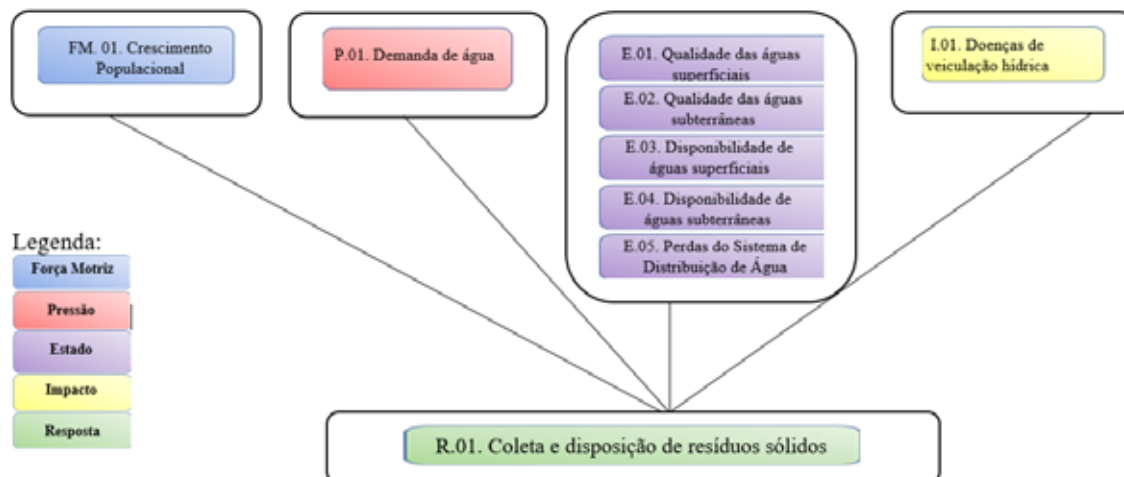 FM. 01. Crescimento
Populacional
P.01. Demanda de água
E.01. Qualidade das águas
superficiais
E.02. Qualidade das águas
subterrâneas
E.03. Disponibilidade de
águas superficiais
E.04. Disponibilidade de
águas subterrâneas
E.05. Perdas do Sistema de
Distribuição de Água
I.01. Doenças de
veiculação hídrica
Legenda:
Força Motriz
Pressão
Estado
Impacto
Resposta
R.01. Coleta e disposição de resíduos sólidos